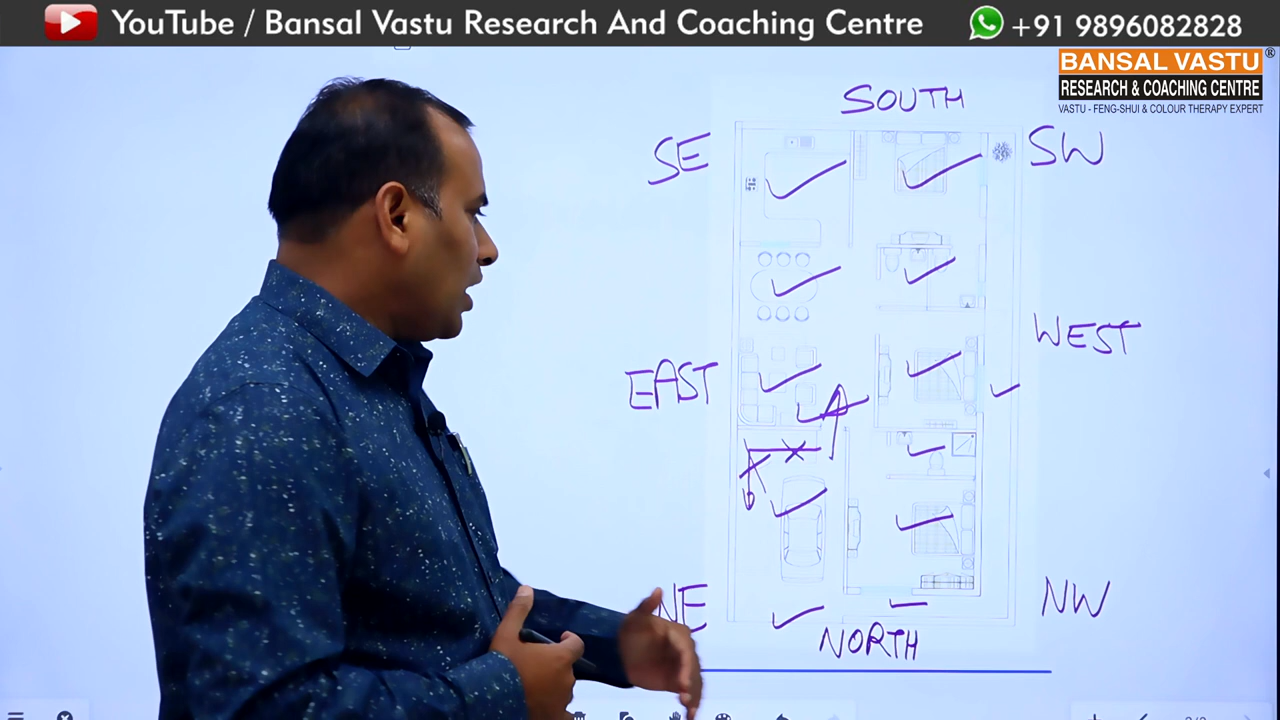 YouTube / Bansal Vastu Research And Coaching Centre +91 9896082828
BANSAL VASTU ®
RESEARCH & COACHING CENTRE
VASTU - FENG-SHUI & COLOUR THERAPY EXPERT
SOUTH
SE
SW
WEST
EAST
NE
NW
NORTH